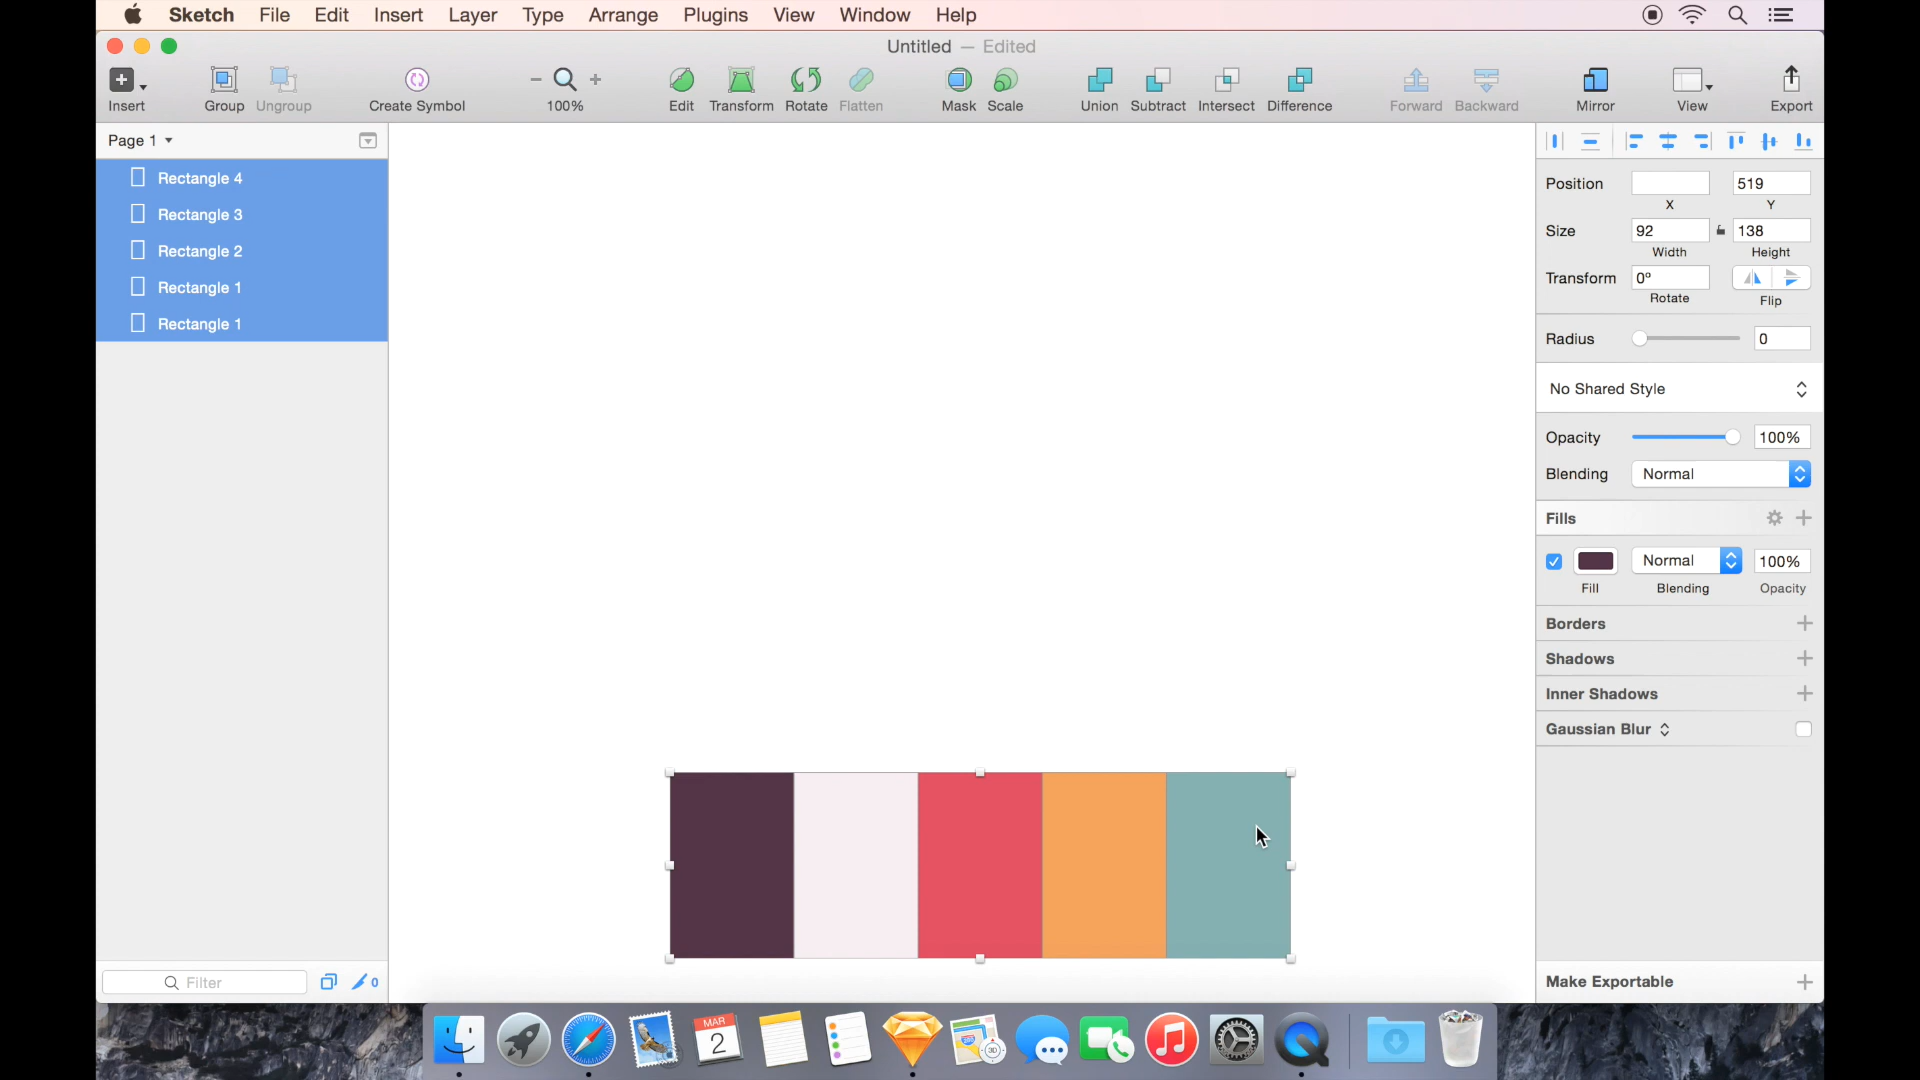 Sketch File Edit Insert Layer Type Arrange Plugins View Window Help
Untitled — Edited
Insert Group Ungroup Create Symbol 100% Edit Transform Rotate Flatten Mask Scale Union Subtract Intersect Difference Forward Backward Mirror View Export
Page 1
Rectangle 4
Rectangle 3
Rectangle 2
Rectangle 1
Rectangle 1
Filter
0
Position 519
X Y
Size 92 138
Width Height
Transform 0º
Rotate Flip
Radius 0
No Shared Style
Opacity 100%
Blending Normal
Fills
Normal 100%
Fill Blending Opacity
Borders
Shadows
Inner Shadows
Gaussian Blur
Make Exportable
MAR
2
3D